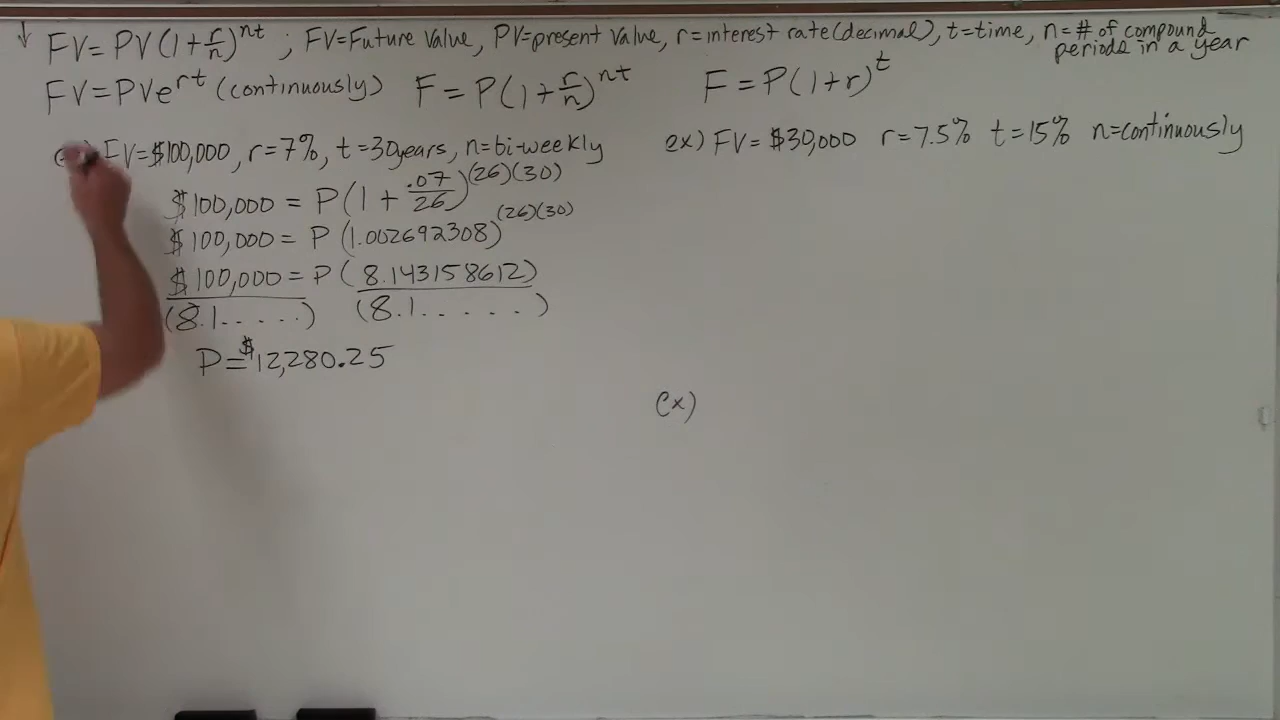 ↓ FV=PV(1+r/n)^nt ; FV=Future Value, PV=present value, r=interest rate(decimal), t=time, n=# of compound periods in a year
FV=PVe^rt (continuously) F=P(1+r/n)^nt F=P(1+r)^t
FV=$100,000, r=7%, t=30years, n=bi-weekly
$100,000 = P(1+.07/26)^(26)(30)
$100,000 = P(1.002692308)^(26)(30)
$100,000 = P(8.143158612)
(8.1.....) (8.1.....)
P=$12,280.25
ex) FV=$30,000 r=7.5% t=15% n=continuously
ex)